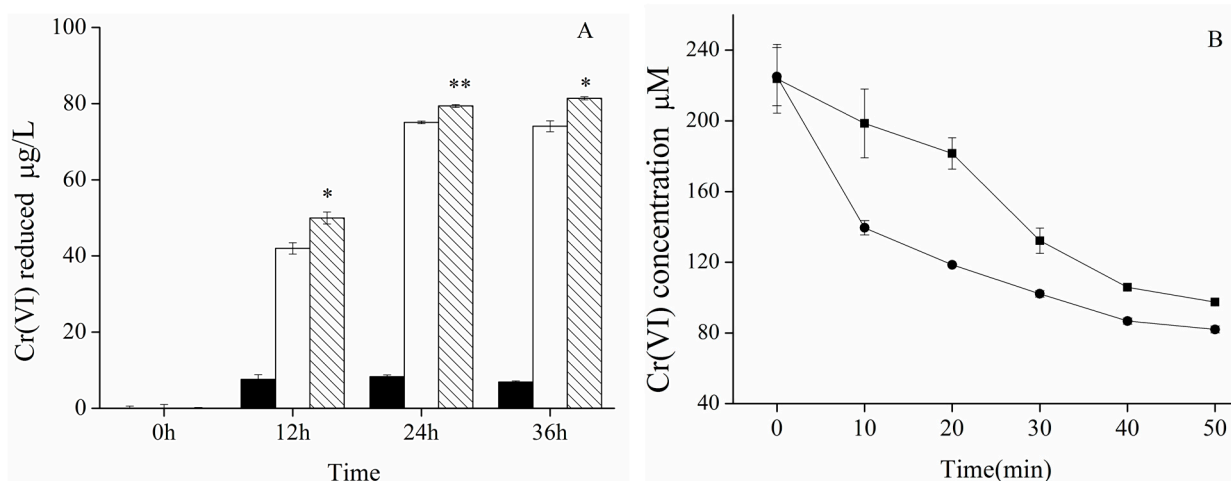 A
Cr(VI) reduced µg/L
100
80
60
40
20
0
*
**
*
0h
12h
24h
36h
Time
B
Cr(VI) concentration µM
240
200
160
120
80
40
0
10
20
30
40
50
Time(min)